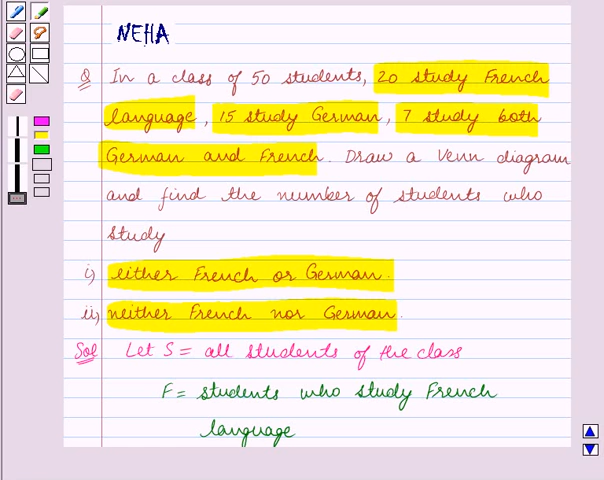 NEHA
Q In a class of 50 students, 20 study French
language, 15 study German, 7 study both
German and French. Draw a Venn diagram
and find the number of students who
study
i) either French or German.
ii) neither French nor German.
Sol Let S = all students of the class
F = students who study French
language